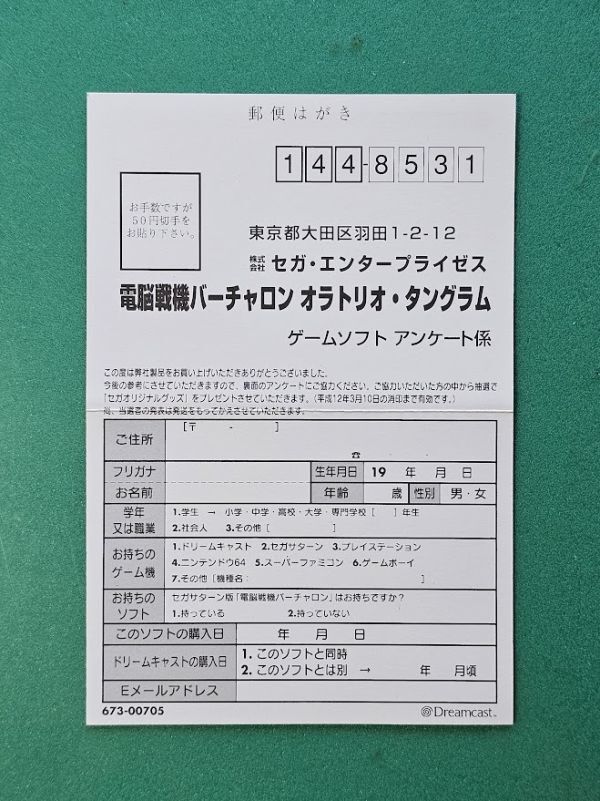 郵便はがき
144-8531
お手数ですが
50円切手を
お貼り下さい。
東京都大田区羽田1-2-12
株式会社 セガ・エンタープライゼス
電脳戦機バーチャロン オラトリオ・タングラム
ゲームソフト アンケート係
この度は弊社製品をお買い上げいただきありがとうございました。
今後の参考にさせていただきますので、裏面のアンケートにご協力ください。ご協力いただいた方の中から抽選で
「セガオリジナルグッズ」をプレゼントさせていただきます。(平成12年3月10日の消印まで有効です。)
尚、当選者の発表は発送をもってかえさせていただきます。
ご住所 [〒 - ]
☎ - -
フリガナ 生年月日 19 年 月 日
お名前 年齢 歳 性別 男・女
学年 又は職業 1.学生 → 小学・中学・高校・大学・専門学校 [ ] 年生
2.社会人 3.その他 [ ]
お持ちの ゲーム機 1.ドリームキャスト 2.セガサターン 3.プレイステーション
4.ニンテンドウ64 5.スーパーファミコン 6.ゲームボーイ
7.その他 [機種名: ]
お持ちの ソフト セガサターン版「電脳戦機バーチャロン」はお持ちですか?
1.持っている 2.持っていない
このソフトの購入日 年 月 日
ドリームキャストの購入日 1. このソフトと同時
2. このソフトとは別 → 年 月頃
Eメールアドレス
673-00705 Dreamcast™